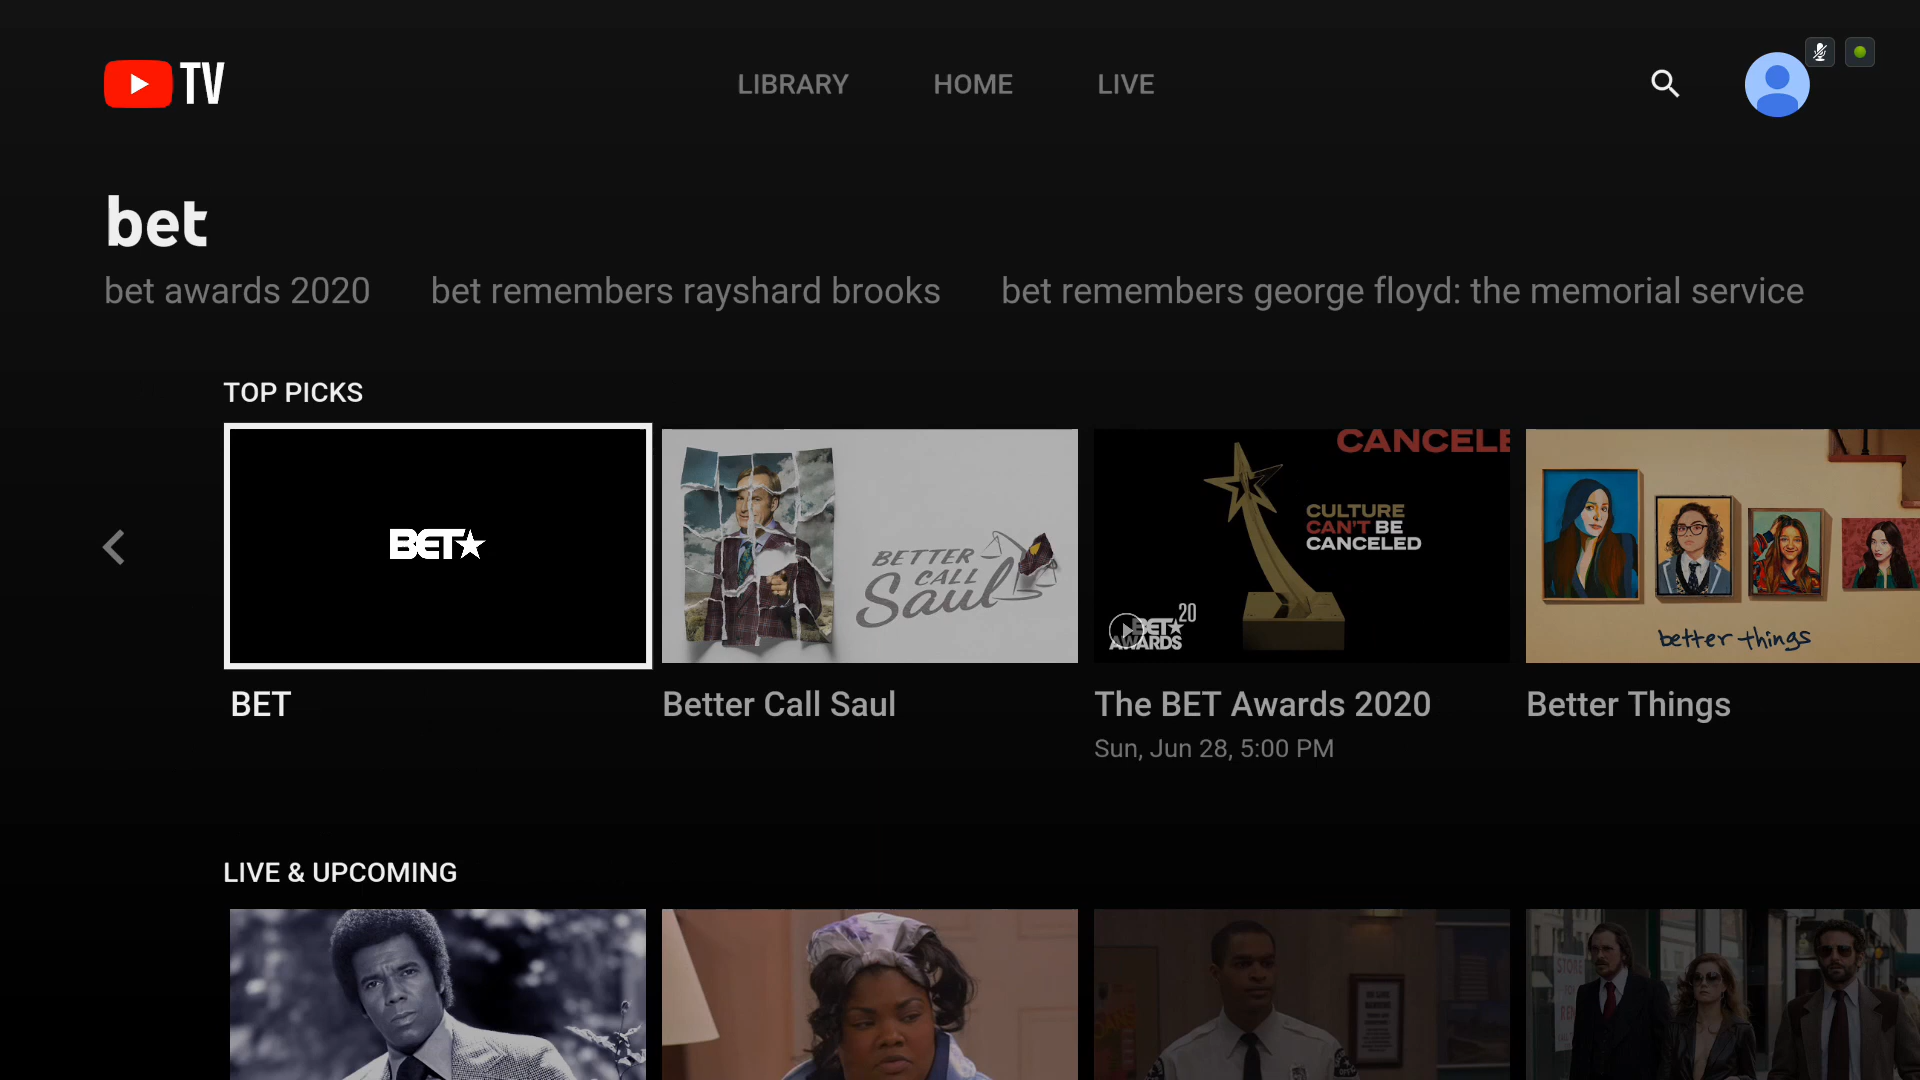 TV
LIBRARY
HOME
LIVE
bet
bet awards 2020
bet remembers rayshard brooks
bet remembers george floyd: the memorial service
TOP PICKS
BET
BETTER
CALL
Saul
CANCELE
CULTURE
CAN'T BE
CANCELED
BET 20
AWARDS
better things
BET
Better Call Saul
The BET Awards 2020
Better Things
Sun, Jun 28, 5:00 PM
LIVE & UPCOMING